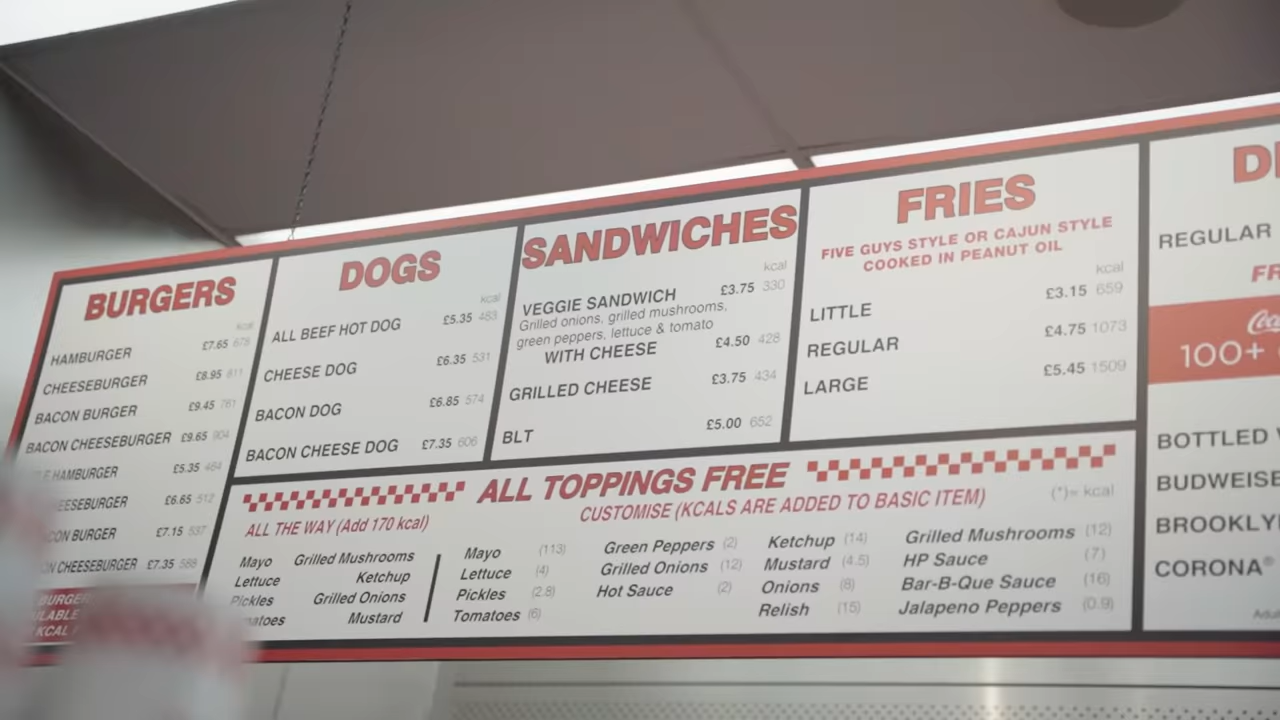 BURGERS
kcal
HAMBURGER £7.65 678
CHEESEBURGER £8.95 811
BACON BURGER £9.45 761
BACON CHEESEBURGER £9.65 904
HAMBURGER £5.35 484
£6.65 512
BURGER £7.15 537
CHEESEBURGER £7.35 588
BURGER
KCAL
DOGS
kcal
ALL BEEF HOT DOG £5.35 463
CHEESE DOG £6.35 531
BACON DOG £6.85 574
BACON CHEESE DOG £7.35 606
SANDWICHES
kcal
VEGGIE SANDWICH £3.75 330
Grilled onions, grilled mushrooms,
green peppers, lettuce & tomato
WITH CHEESE £4.50 428
GRILLED CHEESE £3.75 434
BLT £5.00 652
FRIES
FIVE GUYS STYLE OR CAJUN STYLE
COOKED IN PEANUT OIL
kcal
LITTLE £3.15 659
REGULAR £4.75 1073
LARGE £5.45 1509
ALL TOPPINGS FREE
CUSTOMISE (KCALS ARE ADDED TO BASIC ITEM)
(*)= kcal
ALL THE WAY (Add 170 kcal)
Mayo Grilled Mushrooms
Lettuce Ketchup
Pickles Grilled Onions
Mustard
Mayo (113)
Lettuce (4)
Pickles (2.8)
Tomatoes (6)
Green Peppers (2)
Grilled Onions (12)
Hot Sauce (2)
Ketchup (14)
Mustard (4.5)
Onions (8)
Relish (15)
Grilled Mushrooms (12)
HP Sauce (7)
Bar-B-Que Sauce (16)
Jalapeno Peppers (0.9)
REGULAR
100+
BOTTLED
BUDWEISE
BROOKLY
CORONA®